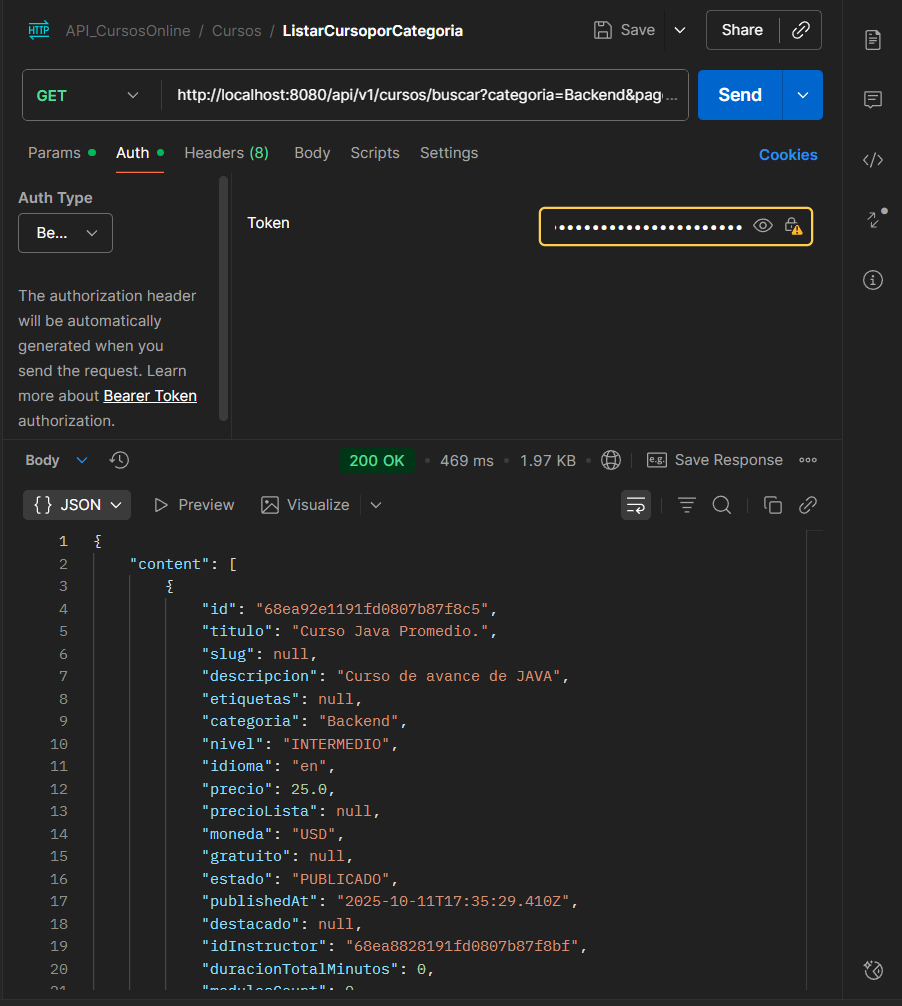 HTTP API_CursosOnline / Cursos / ListarCursoporCategoria Save Share
GET http://localhost:8080/api/v1/cursos/buscar?categoria=Backend&pag... Send
Params Auth Headers (8) Body Scripts Settings Cookies
Auth Type
Be...
Token
The authorization header
will be automatically
generated when you
send the request. Learn
more about Bearer Token
authorization.
Body 200 OK 469 ms 1.97 KB e.g. Save Response
{} JSON Preview Visualize
1 {
2 "content": [
3 {
4 "id": "68ea92e1191fd0807b87f8c5",
5 "titulo": "Curso Java Promedio.",
6 "slug": null,
7 "descripcion": "Curso de avance de JAVA",
8 "etiquetas": null,
9 "categoria": "Backend",
10 "nivel": "INTERMEDIO",
11 "idioma": "en",
12 "precio": 25.0,
13 "precioLista": null,
14 "moneda": "USD",
15 "gratuito": null,
16 "estado": "PUBLICADO",
17 "publishedAt": "2025-10-11T17:35:29.410Z",
18 "destacado": null,
19 "idInstructor": "68ea8828191fd0807b87f8bf",
20 "duracionTotalMinutos": 0,